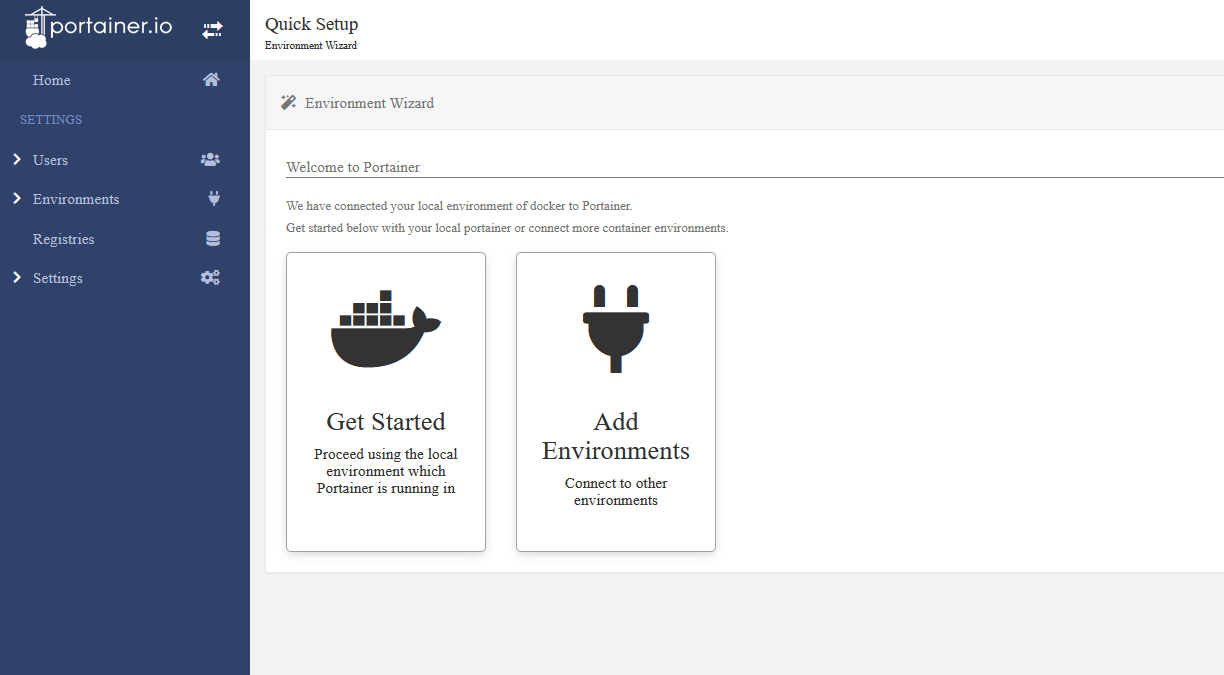 portainer.io
Home
SETTINGS
Users
Environments
Registries
Settings
Quick Setup
Environment Wizard
Environment Wizard
Welcome to Portainer
We have connected your local environment of docker to Portainer.
Get started below with your local portainer or connect more container environments.
Get Started
Proceed using the local
environment which
Portainer is running in
Add
Environments
Connect to other
environments